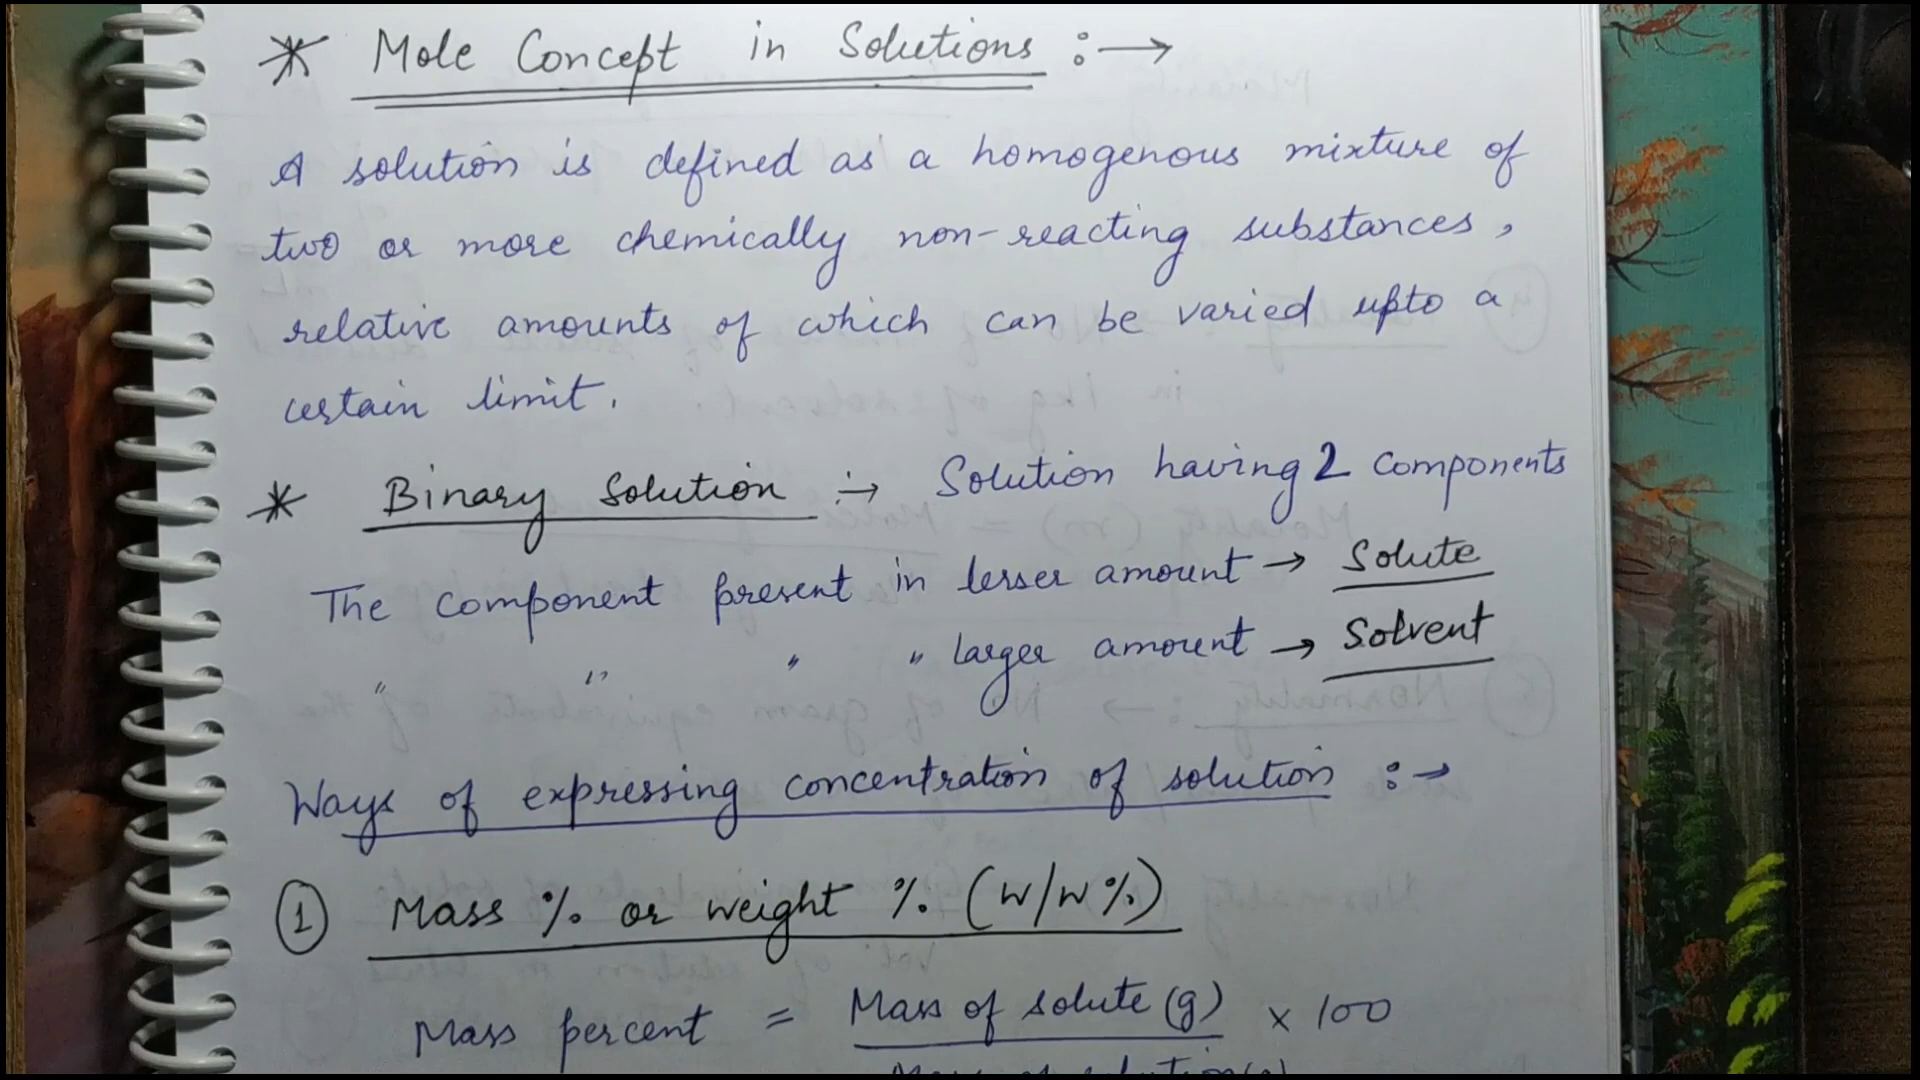 * Mole Concept in Solutions :→
A solution is defined as a homogenous mixture of
two or more chemically non-reacting substances,
relative amounts of which can be varied upto a
certain limit.
* Binary Solution :→ Solution having 2 components
The component present in lesser amount → Solute
" " " " larger amount → Solvent
Ways of expressing concentration of solution :→
① Mass % or weight % (W/W%)
Mass percent = Mass of solute (g) × 100